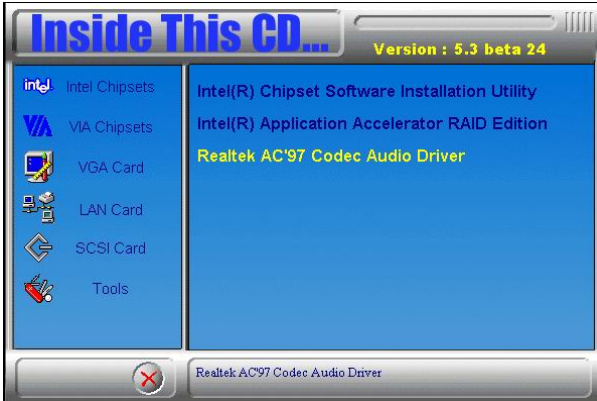 Inside This CD...
Version : 5.3 beta 24
intel Intel Chipsets
VIA VIA Chipsets
VGA Card
LAN Card
SCSI Card
Tools
Intel(R) Chipset Software Installation Utility
Intel(R) Application Accelerator RAID Edition
Realtek AC'97 Codec Audio Driver
Realtek AC'97 Codec Audio Driver